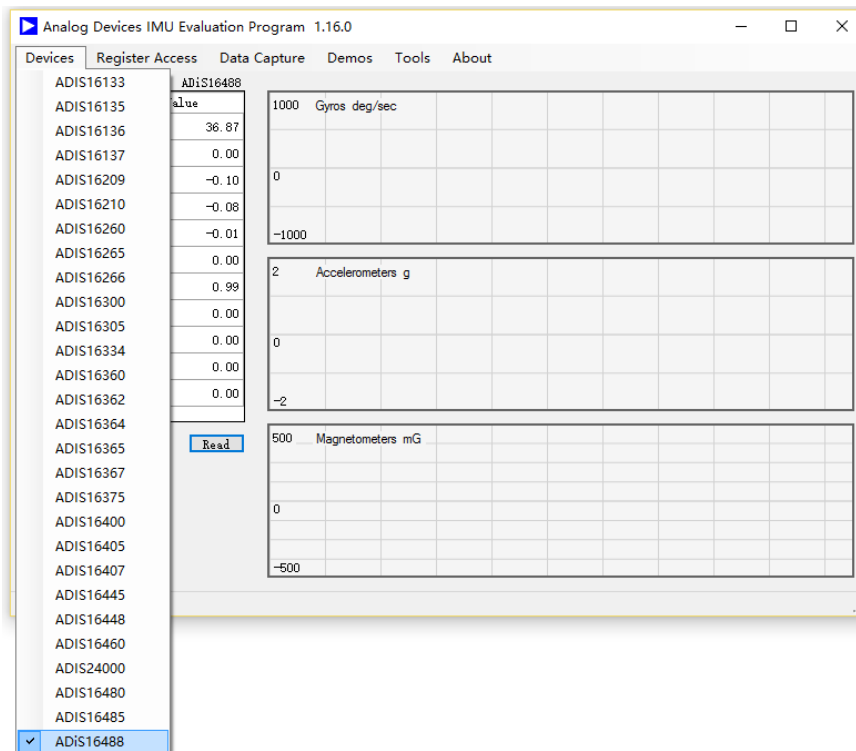 Analog Devices IMU Evaluation Program 1.16.0
Devices Register Access Data Capture Demos Tools About
ADIS16133
ADIS16135
ADIS16136
ADIS16137
ADIS16209
ADIS16210
ADIS16260
ADIS16265
ADIS16266
ADIS16300
ADIS16305
ADIS16334
ADIS16360
ADIS16362
ADIS16364
ADIS16365
ADIS16367
ADIS16375
ADIS16400
ADIS16405
ADIS16407
ADIS16445
ADIS16448
ADIS16460
ADIS24000
ADIS16480
ADIS16485
ADiS16488
ADiS16488
alue
36.87
0.00
-0.10
-0.08
-0.01
0.00
0.99
0.00
0.00
0.00
0.00
Read
1000 Gyros deg/sec
0
-1000
2 Accelerometers g
0
-2
500 Magnetometers mG
0
-500